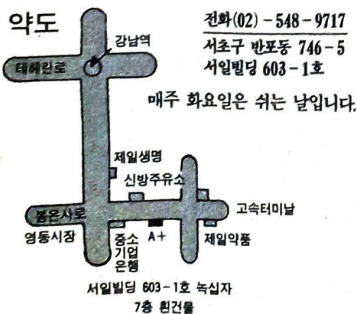 약도
전화(02)-548-9717
서초구 반포동 746-5
서일빌딩 603-1호
매주 화요일은 쉬는 날입니다.
강남역
테헤란로
제일생명
신방주유소
봉은사로
고속터미날
영동시장
중소
기업
은행
A+
제일약품
서일빌딩 603-1호 녹십자
7층 흰건물